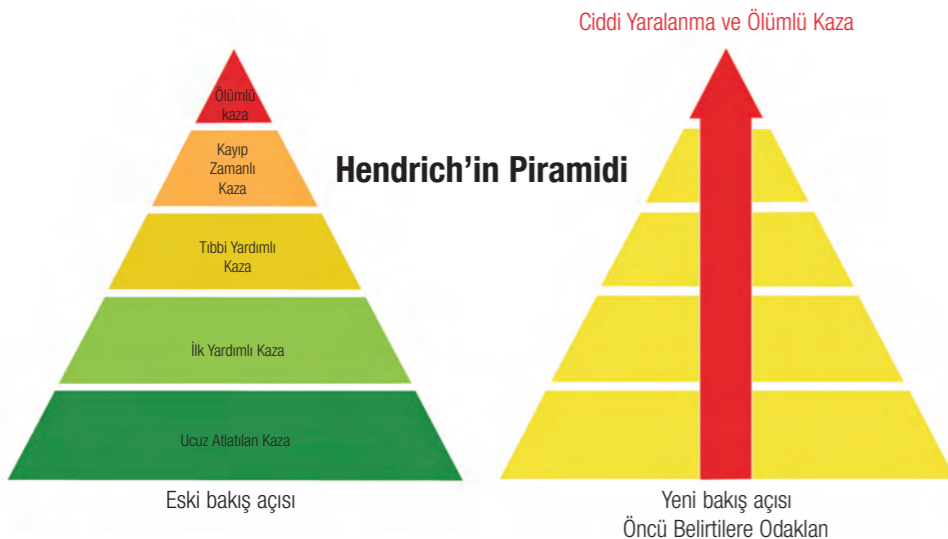 Ciddi Yaralanma ve Ölümlü Kaza
Ölümlü
kaza
Kayıp
Zamanlı
Kaza
Hendrich’in Piramidi
Tıbbi Yardımlı
Kaza
İlk Yardımlı Kaza
Ucuz Atlatılan Kaza
Eski bakış açısı
Yeni bakış açısı
Öncü Belirtilere Odaklan